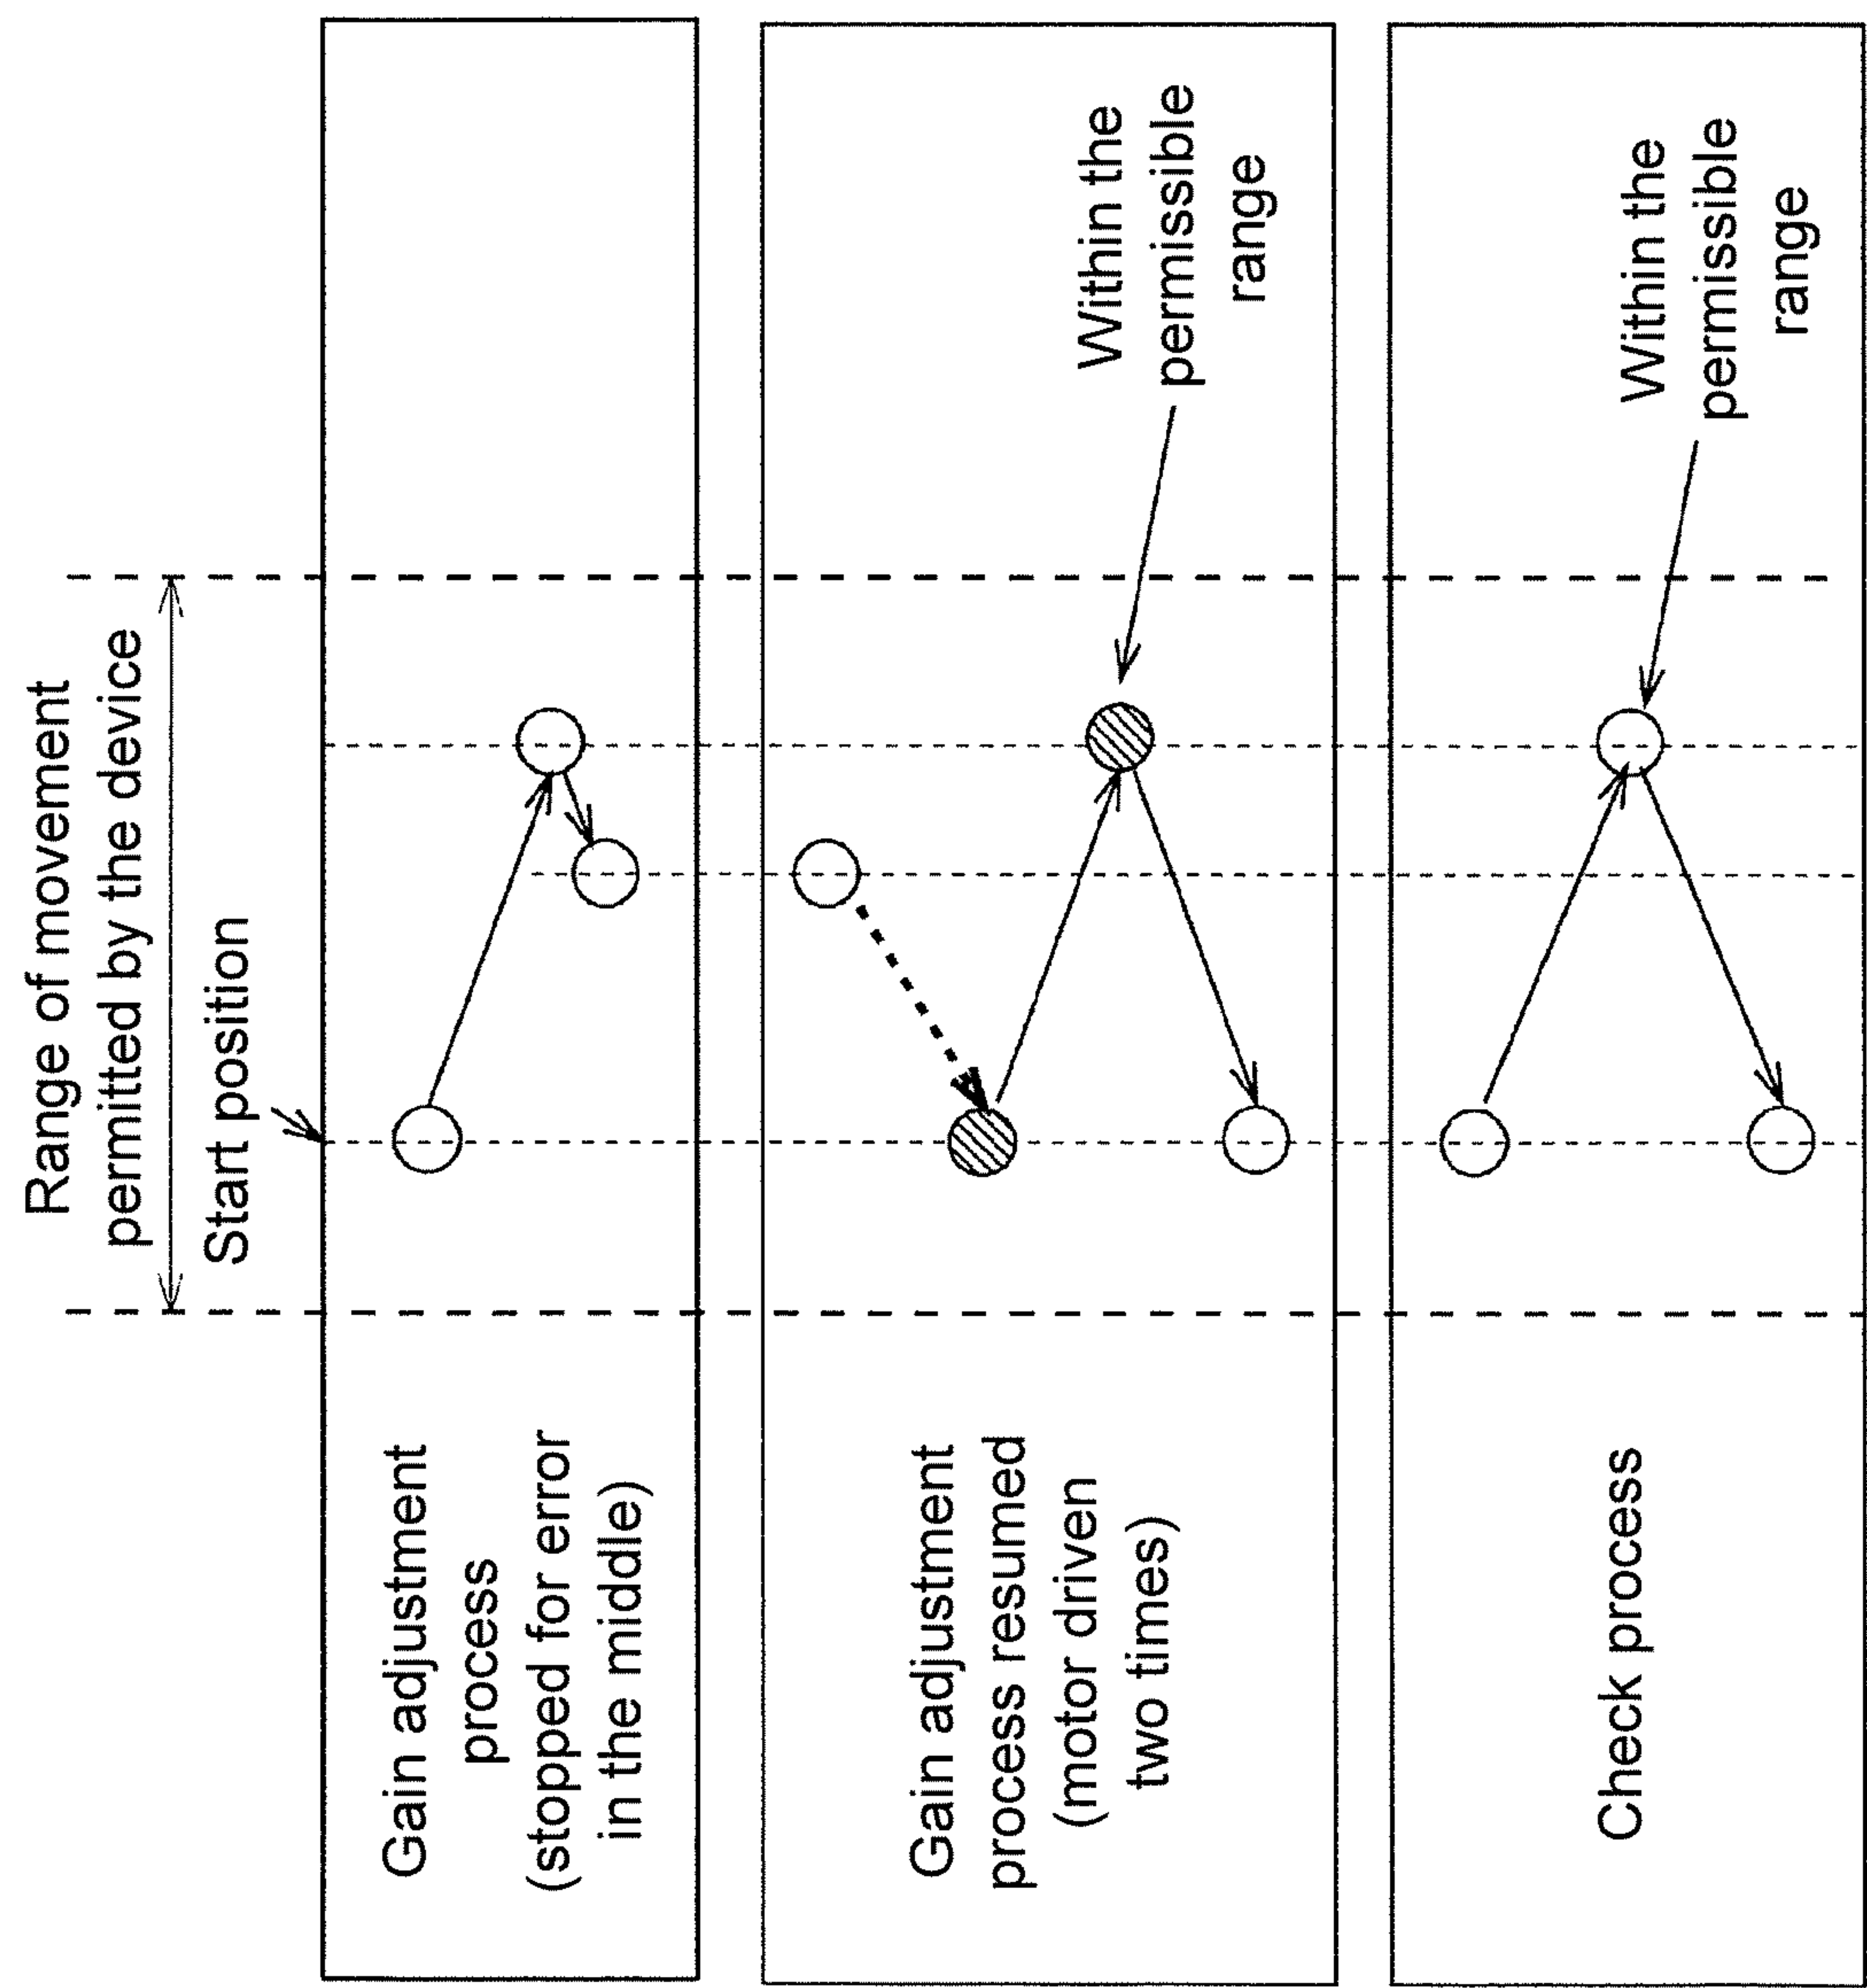 Range of movement
permitted by the device
Start position
Gain adjustment
process
(stopped for error
in the middle)
Gain adjustment
process resumed
(motor driven
two times)
Within the
permissible
range
Check process
Within the
permissible
range